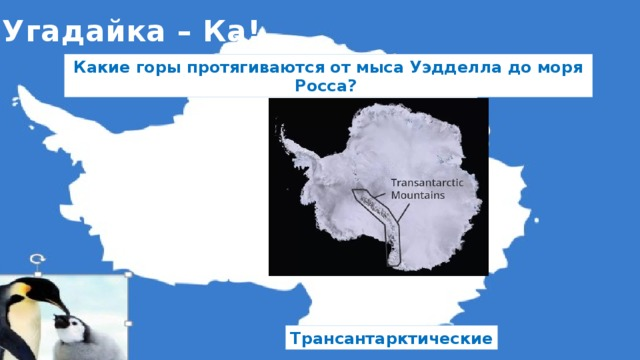 Угадайка – Ка!
Какие горы протягиваются от мыса Уэдделла до моря
Росса?
Transantarctic
Mountains
Трансантарктические